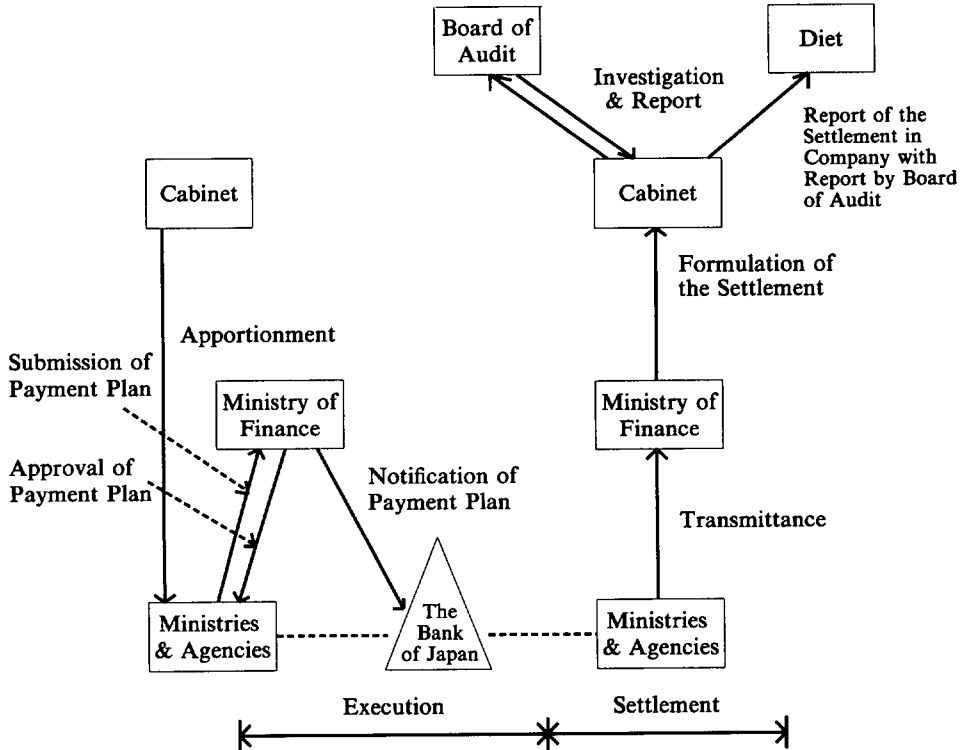 Board of
Audit
Diet
Investigation
& Report
Report of the
Settlement in
Company with
Report by Board
of Audit
Cabinet
Cabinet
Formulation of
the Settlement
Apportionment
Submission of
Payment Plan
Ministry of
Finance
Ministry of
Finance
Approval of
Payment Plan
Notification of
Payment Plan
Transmittance
Ministries
& Agencies
The
Bank
of Japan
Ministries
& Agencies
Execution
Settlement